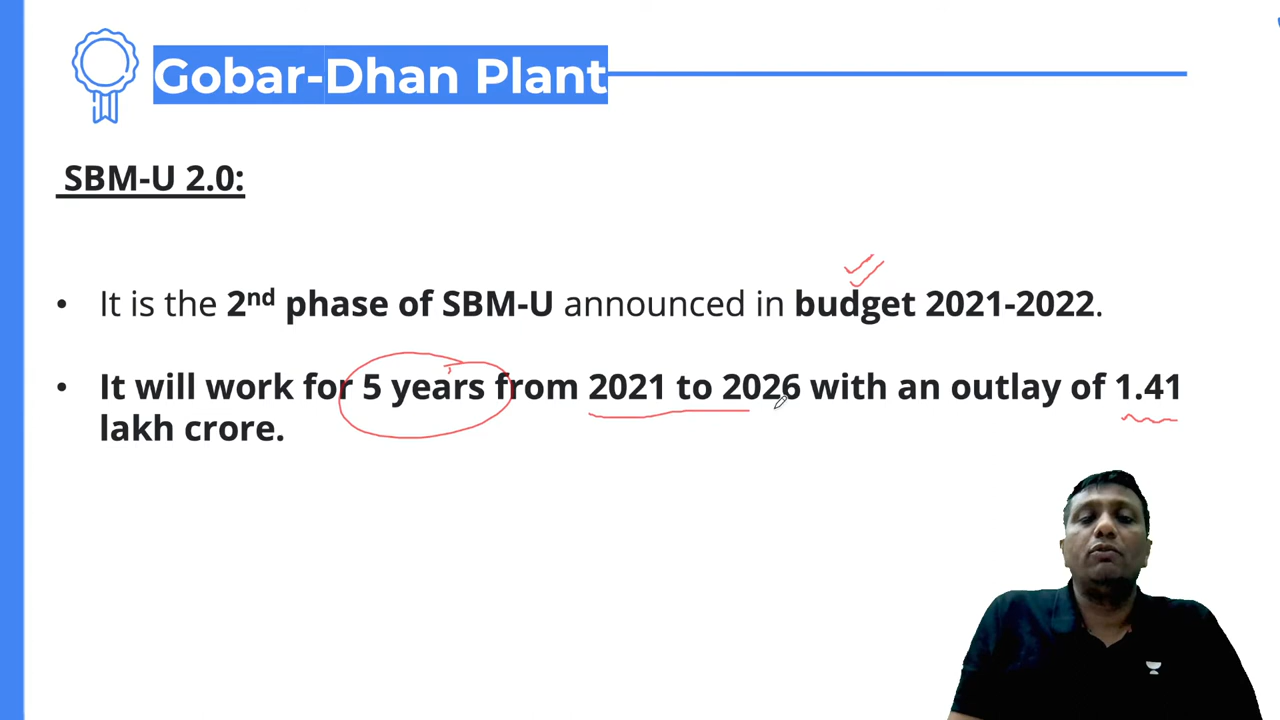 Gobar-Dhan Plant
SBM-U 2.0:
• It is the 2nd phase of SBM-U announced in budget 2021-2022.
• It will work for 5 years from 2021 to 2026 with an outlay of 1.41
lakh crore.